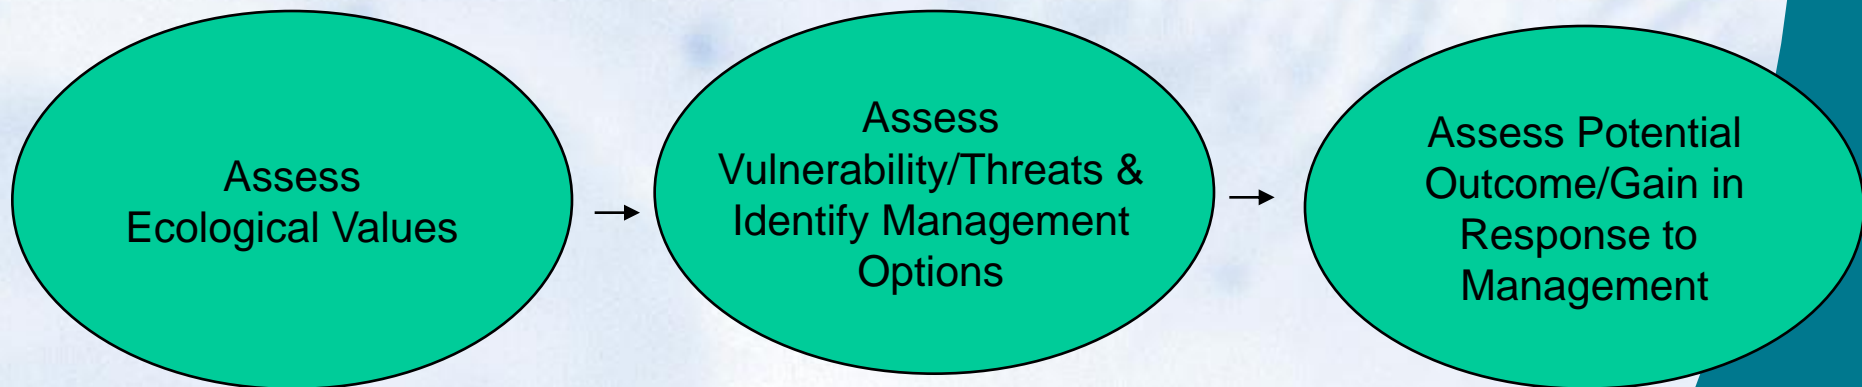 Assess
Ecological Values
Assess
Vulnerability/Threats &
Identify Management
Options
Assess Potential
Outcome/Gain in
Response to
Management